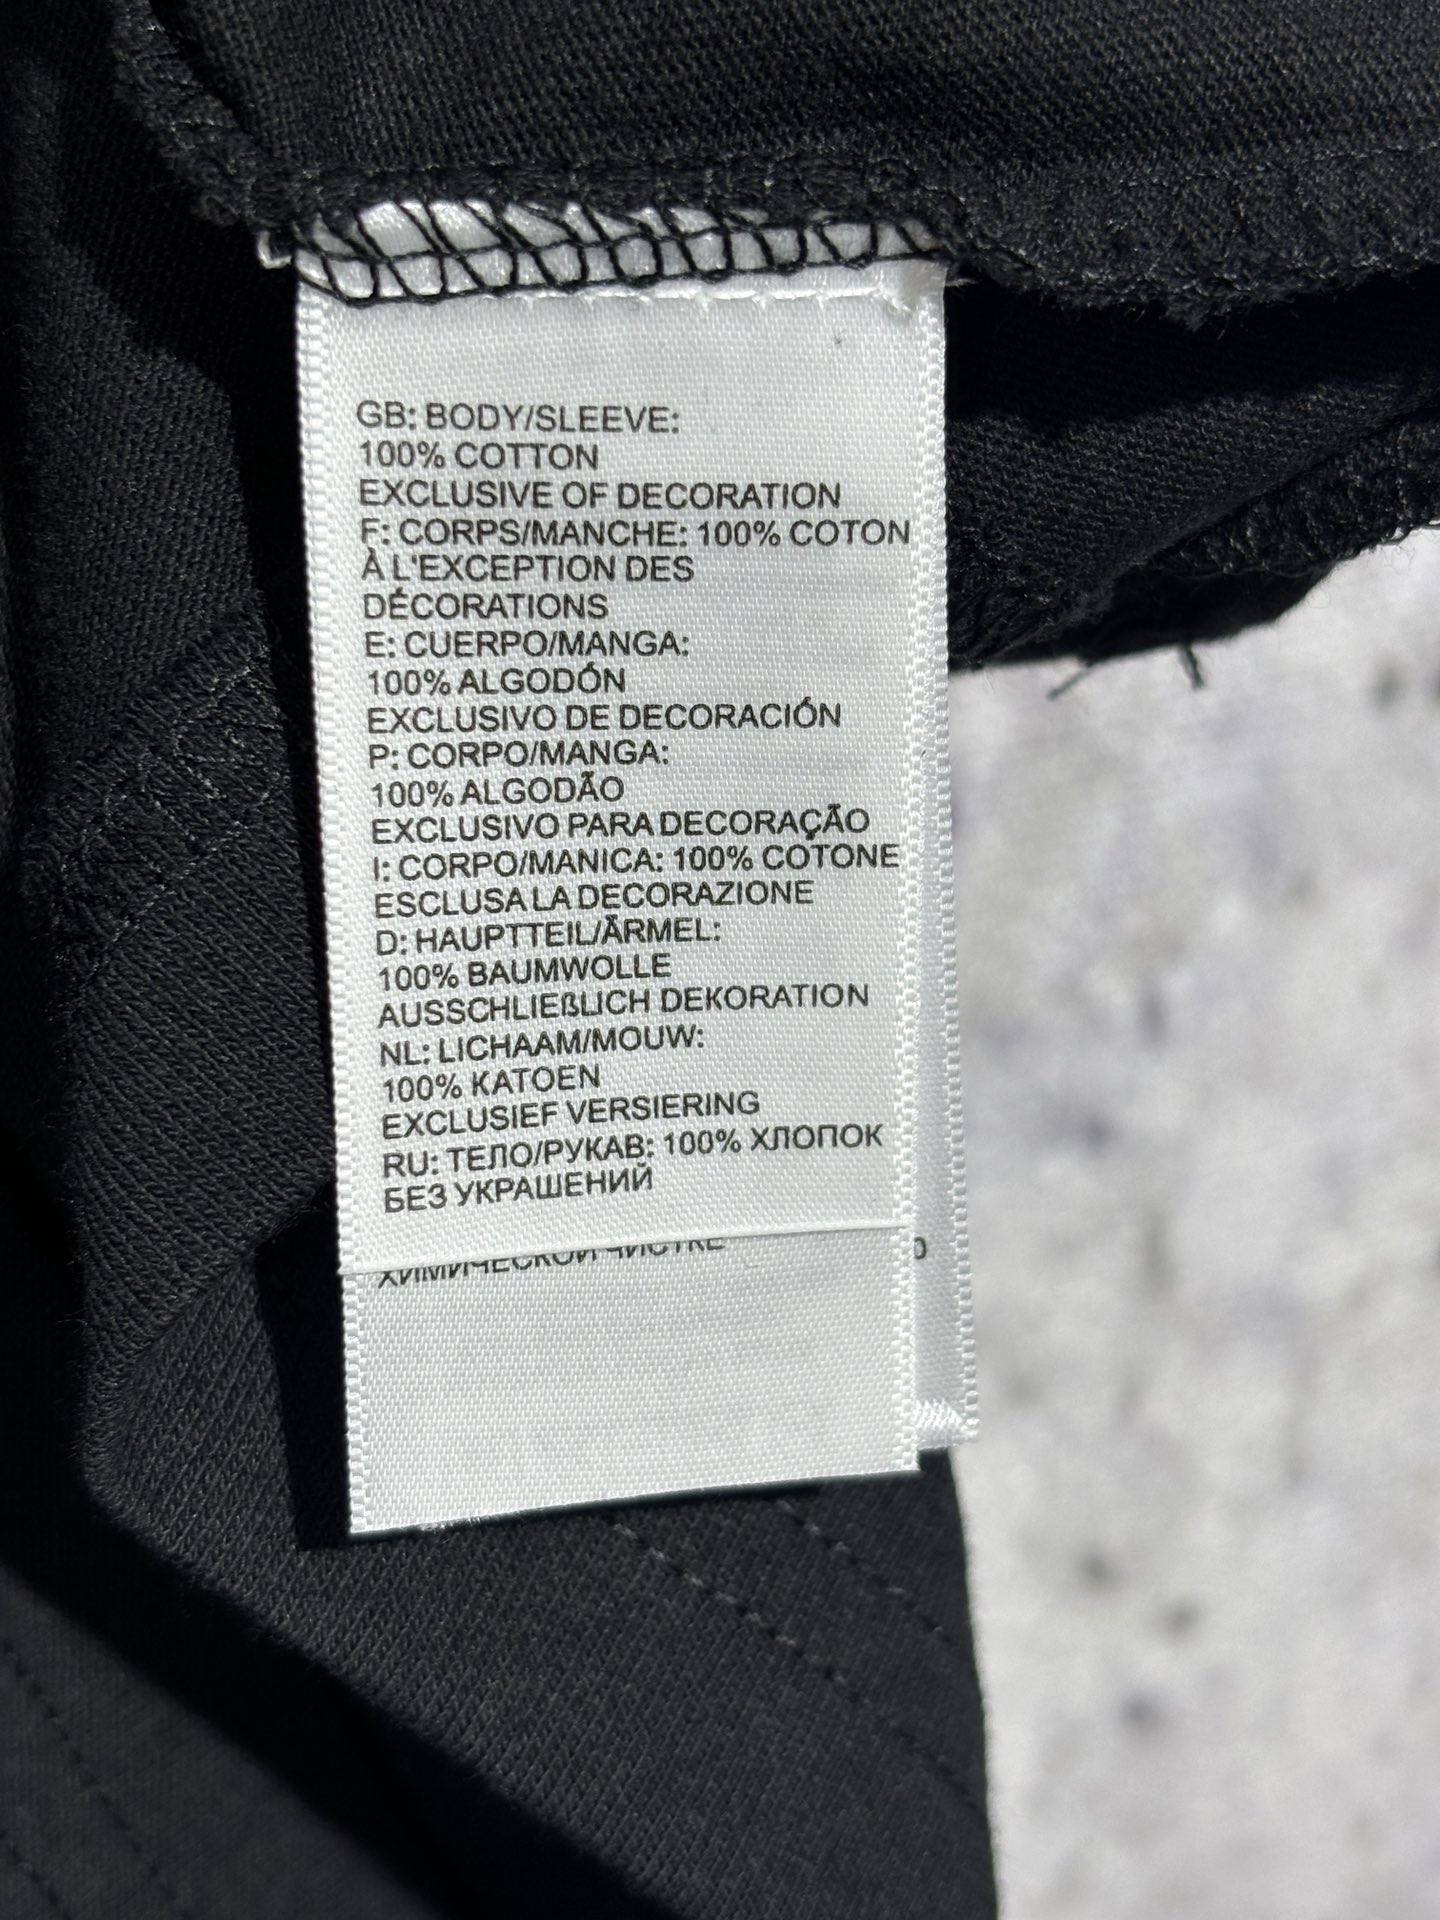 GB: BODY/SLEEVE:
100% COTTON
EXCLUSIVE OF DECORATION
F: CORPS/MANCHE: 100% COTON
À L'EXCEPTION DES
DÉCORATIONS
E: CUERPO/MANGA:
100% ALGODÓN
EXCLUSIVO DE DECORACIÓN
P: CORPO/MANGA:
100% ALGODÃO
EXCLUSIVO PARA DECORAÇÃO
I: CORPO/MANICA: 100% COTONE
ESCLUSA LA DECORAZIONE
D: HAUPTTEIL/ÄRMEL:
100% BAUMWOLLE
AUSSCHLIEßLICH DEKORATION
NL: LICHAAM/MOUW:
100% KATOEN
EXCLUSIEF VERSIERING
RU: ТЕЛО/РУКАВ: 100% ХЛОПОК
БЕЗ УКРАШЕНИЙ
ХИМИЧЕСКОЙ ЧИСТКЕ